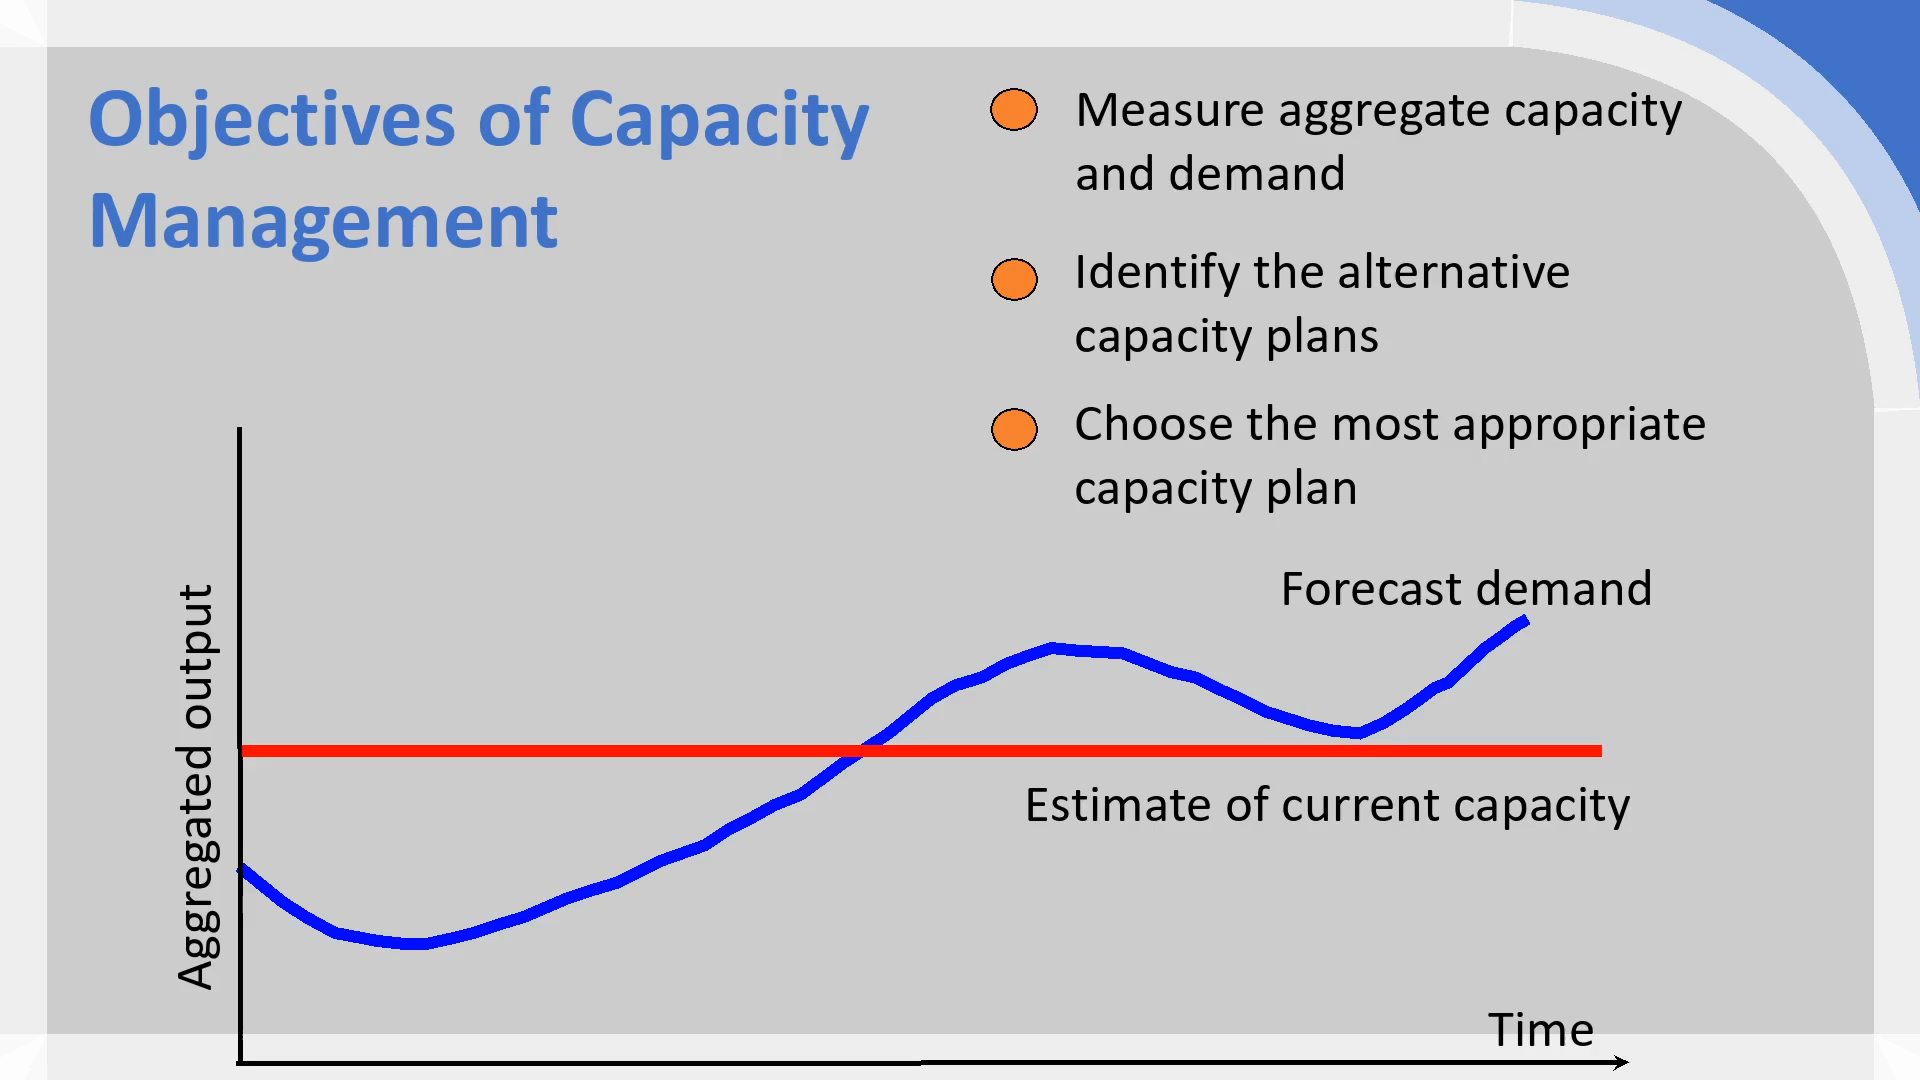 Objectives of Capacity
Management
Measure aggregate capacity
and demand
Identify the alternative
capacity plans
Choose the most appropriate
capacity plan
Forecast demand
Aggregated output
Estimate of current capacity
Time